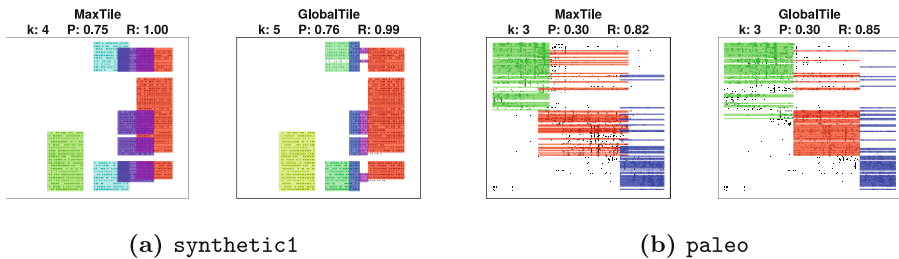 MaxTile GlobalTile MaxTile GlobalTile
k: 4 P: 0.75 R: 1.00 k: 5 P: 0.76 R: 0.99 k: 3 P: 0.30 R: 0.82 k: 3 P: 0.30 R: 0.85
(a) synthetic1 (b) paleo